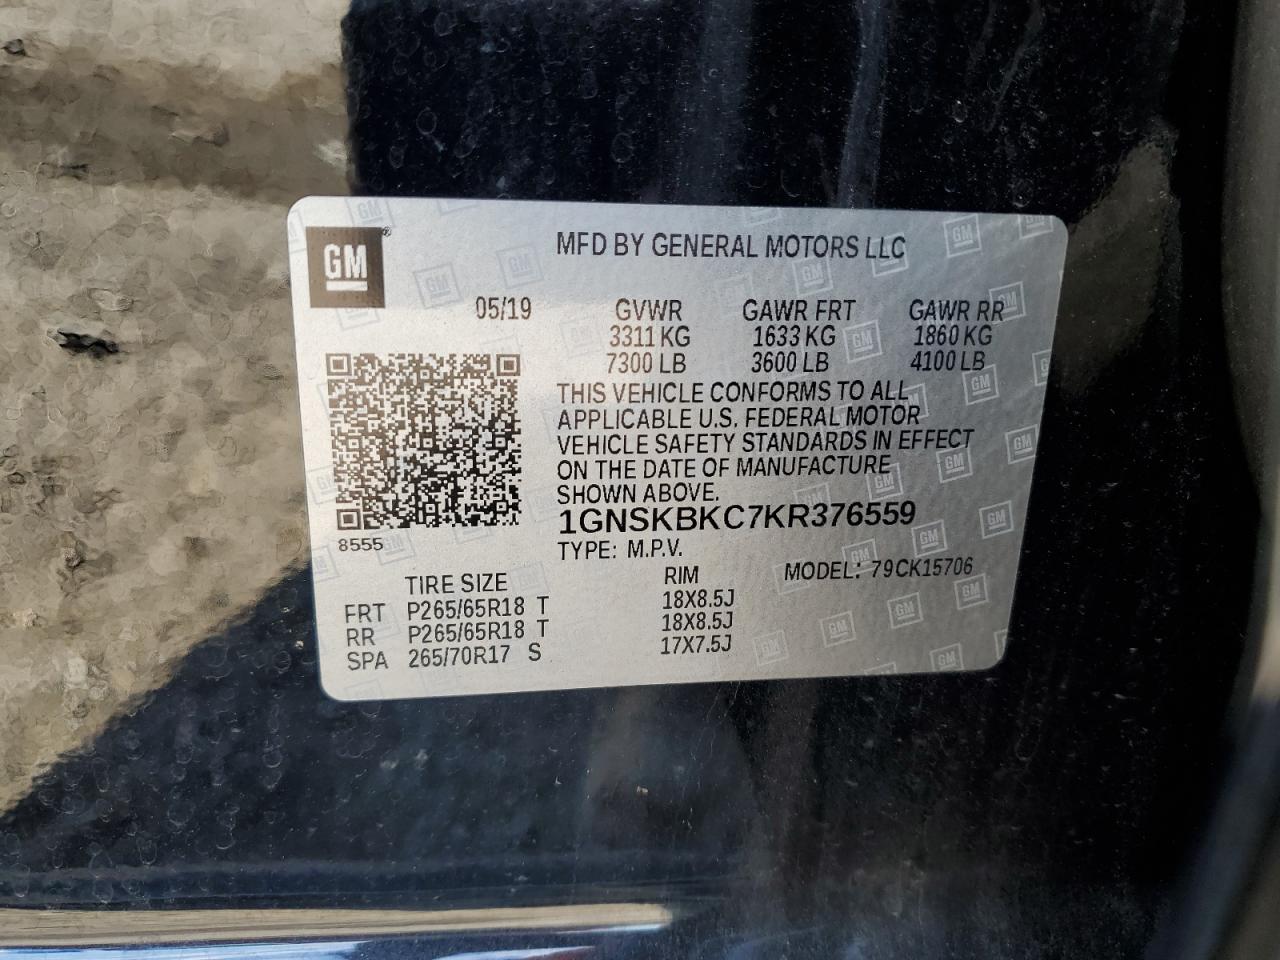 GM
MFD BY GENERAL MOTORS LLC
05/19 GVWR GAWR FRT GAWR RR
3311 KG 1633 KG 1860 KG
7300 LB 3600 LB 4100 LB
THIS VEHICLE CONFORMS TO ALL
APPLICABLE U.S. FEDERAL MOTOR
VEHICLE SAFETY STANDARDS IN EFFECT
ON THE DATE OF MANUFACTURE
SHOWN ABOVE.
1GNSKBKC7KR376559
8555
TYPE: M.P.V.
MODEL: 79CK15706
TIRE SIZE RIM
FRT P265/65R18 T 18X8.5J
RR P265/65R18 T 18X8.5J
SPA 265/70R17 S 17X7.5J